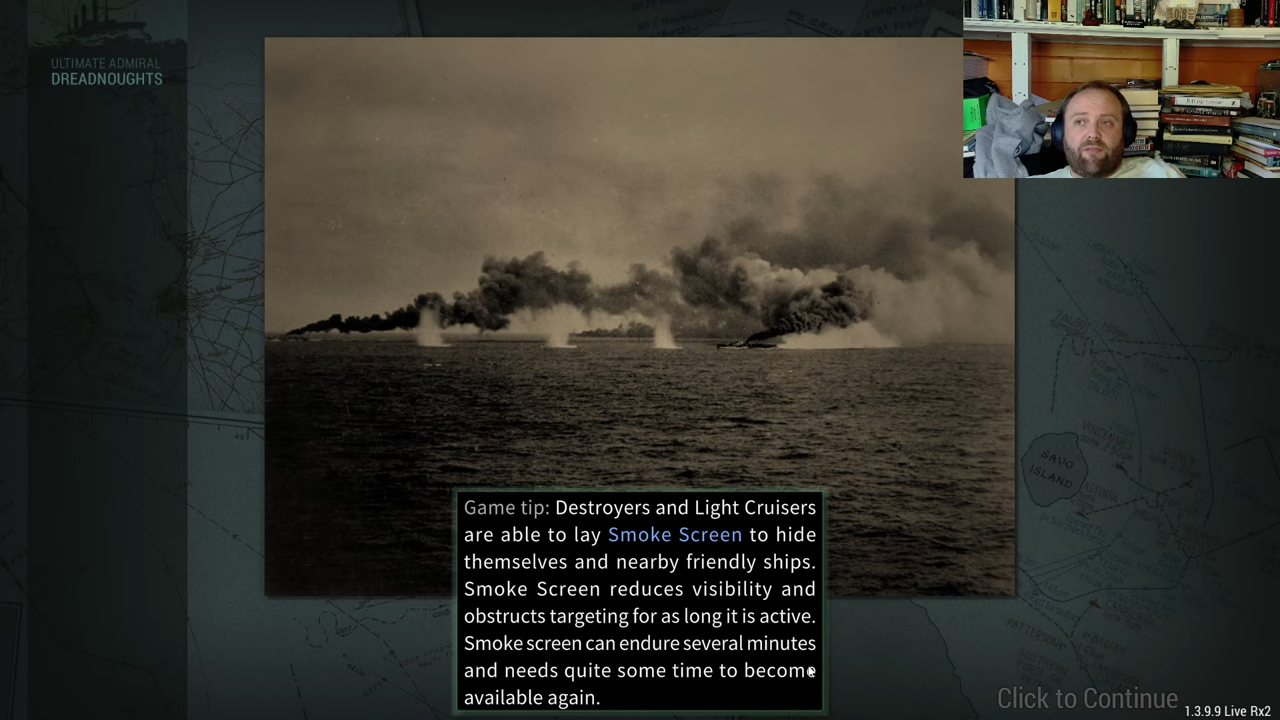 ULTIMATE ADMIRAL
DREADNOUGHTS
Game tip: Destroyers and Light Cruisers
are able to lay Smoke Screen to hide
themselves and nearby friendly ships.
Smoke Screen reduces visibility and
obstructs targeting for as long it is active.
Smoke screen can endure several minutes
and needs quite some time to become
available again.
SAVO
ISLAND
Click to Continue
1.3.9.9 Live Rx2